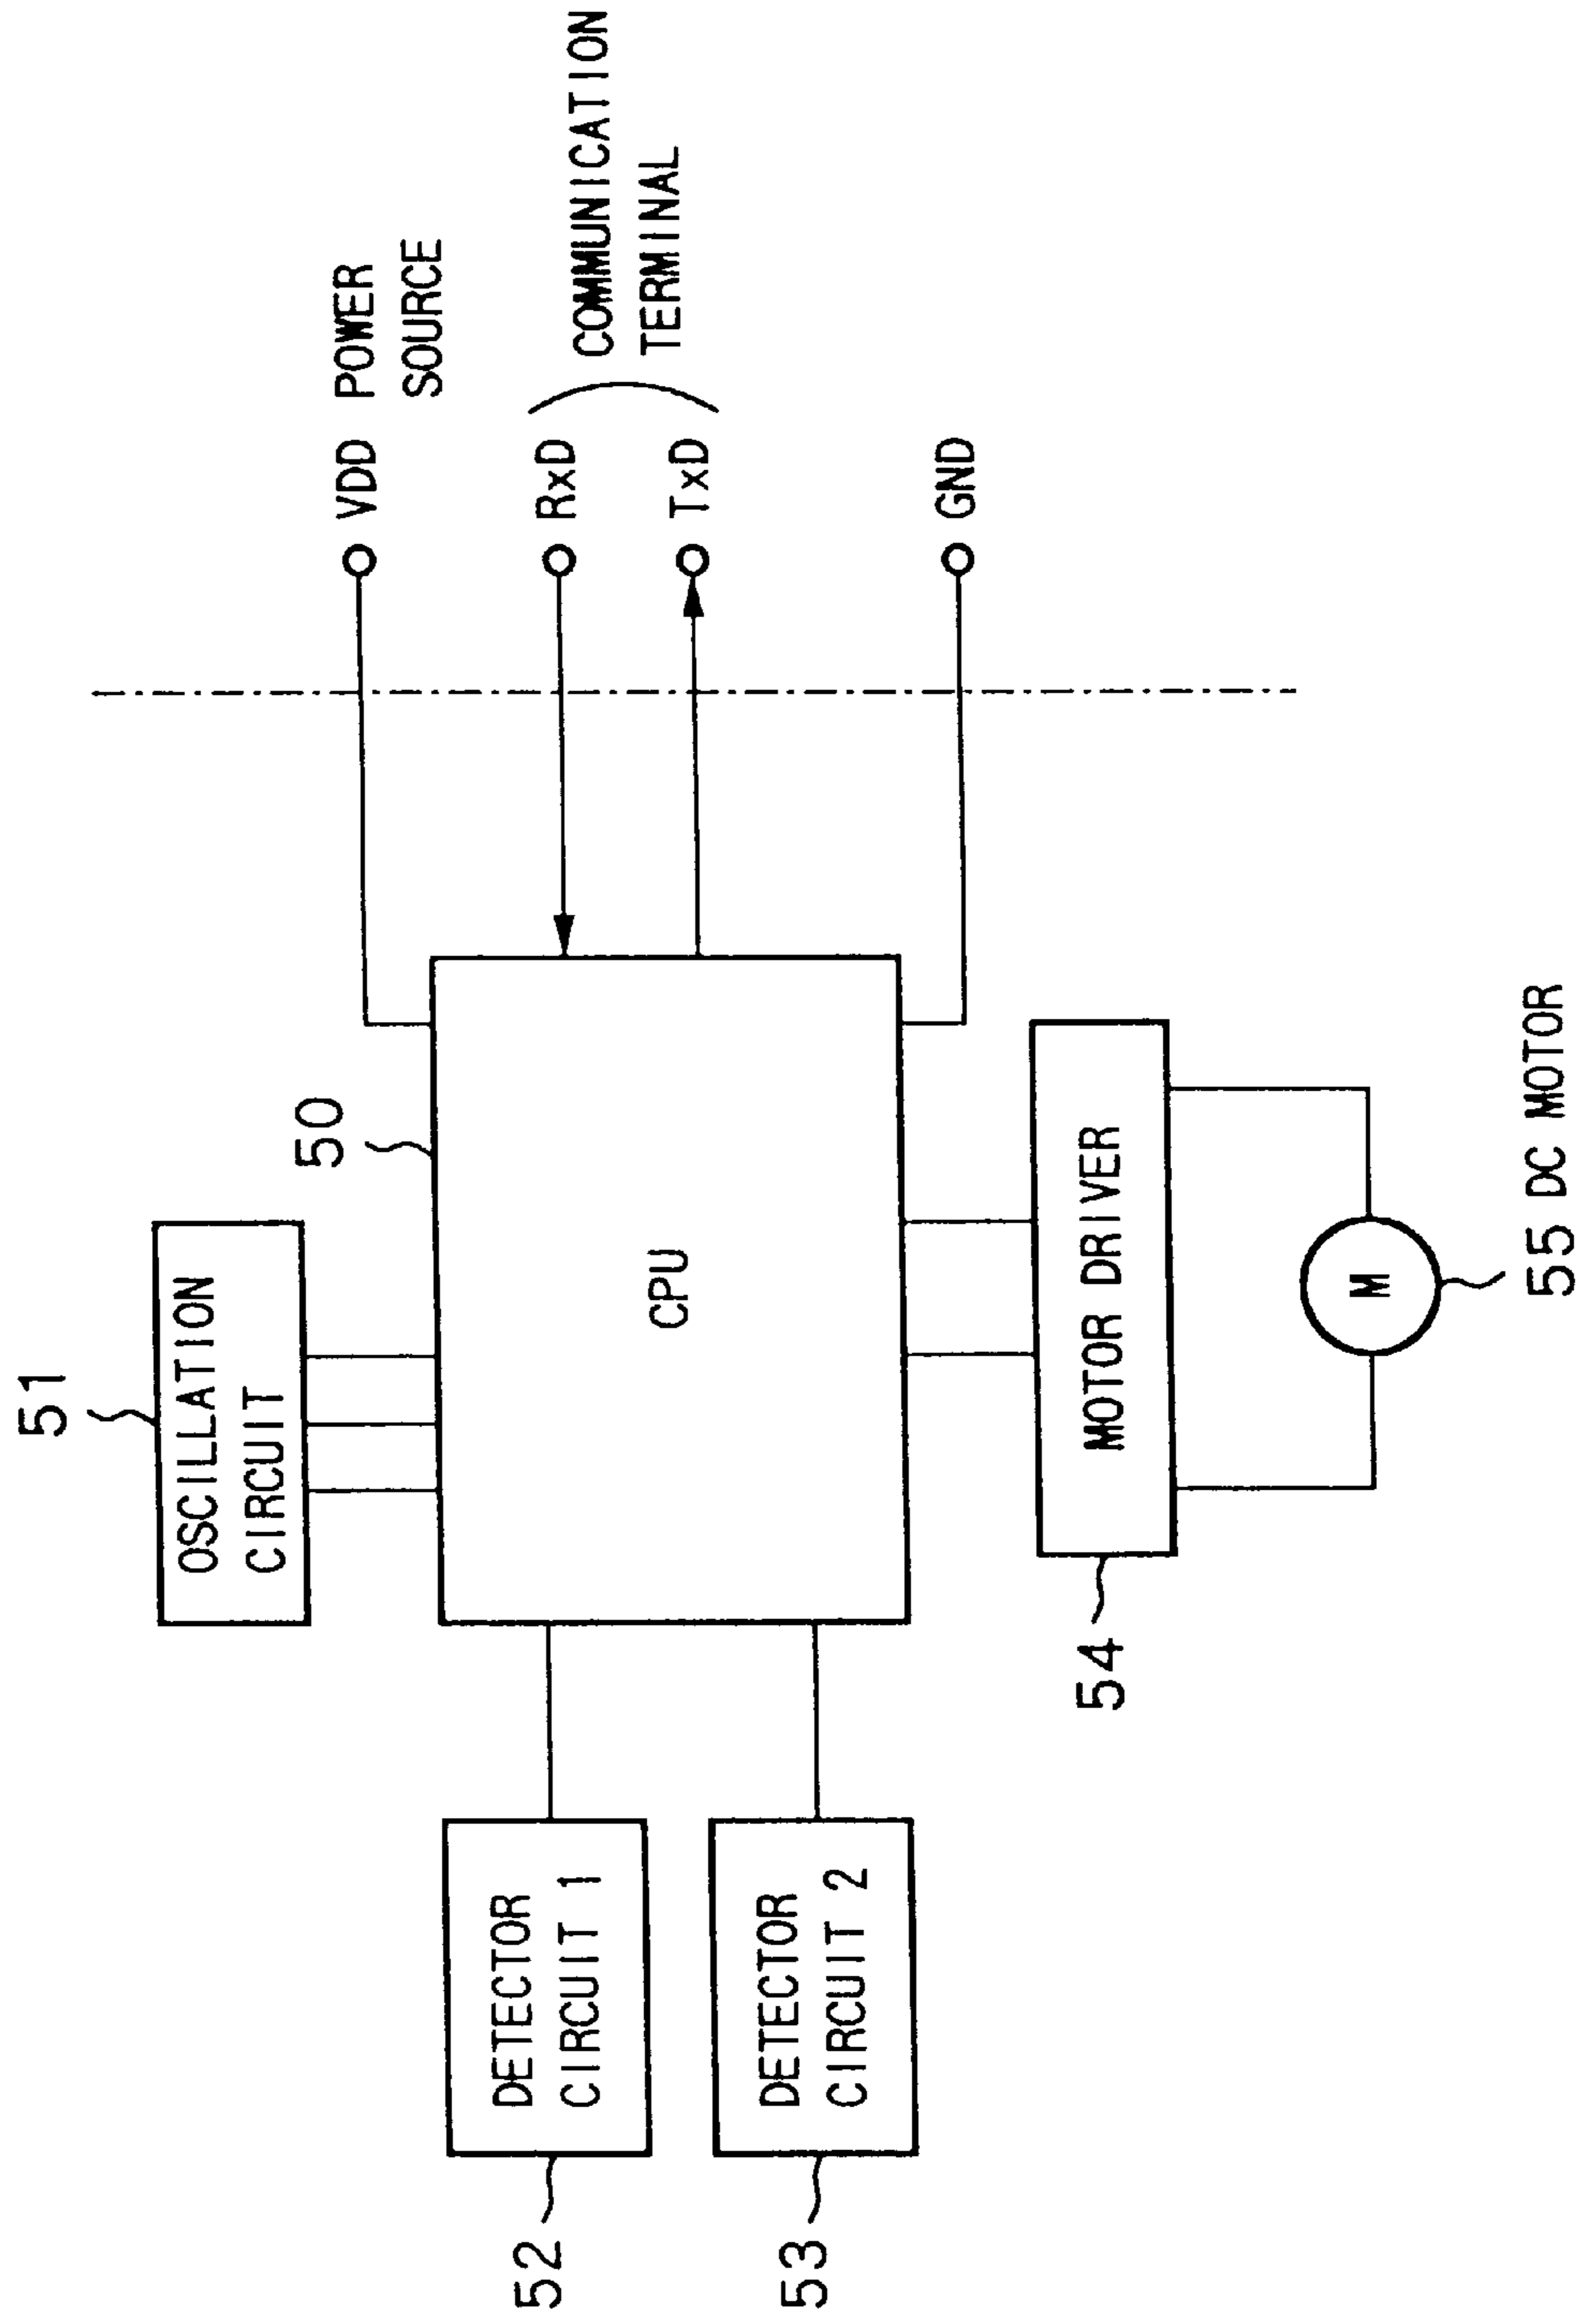 51
OSCILLATION
CIRCUIT
50
VDD POWER
SOURCE
52
DETECTOR
CIRCUIT 1
CPU
RxD
TxD
COMMUNICATION
TERMINAL
53
DETECTOR
CIRCUIT 2
GND
54
MOTOR DRIVER
M
55 DC MOTOR